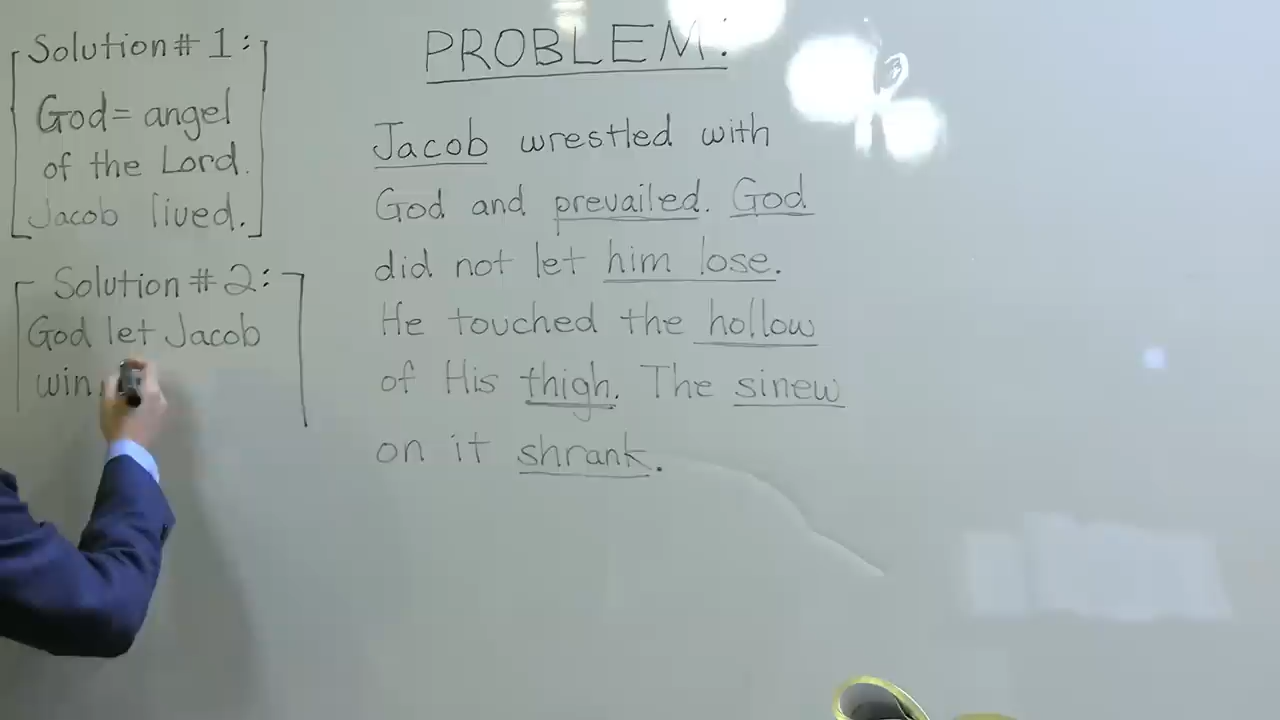 Solution # 1:
God = angel
of the Lord.
Jacob lived.
Solution # 2:
God let Jacob
win.
PROBLEM:
Jacob wrestled with
God and prevailed. God
did not let him lose.
He touched the hollow
of His thigh. The sinew
on it shrank.